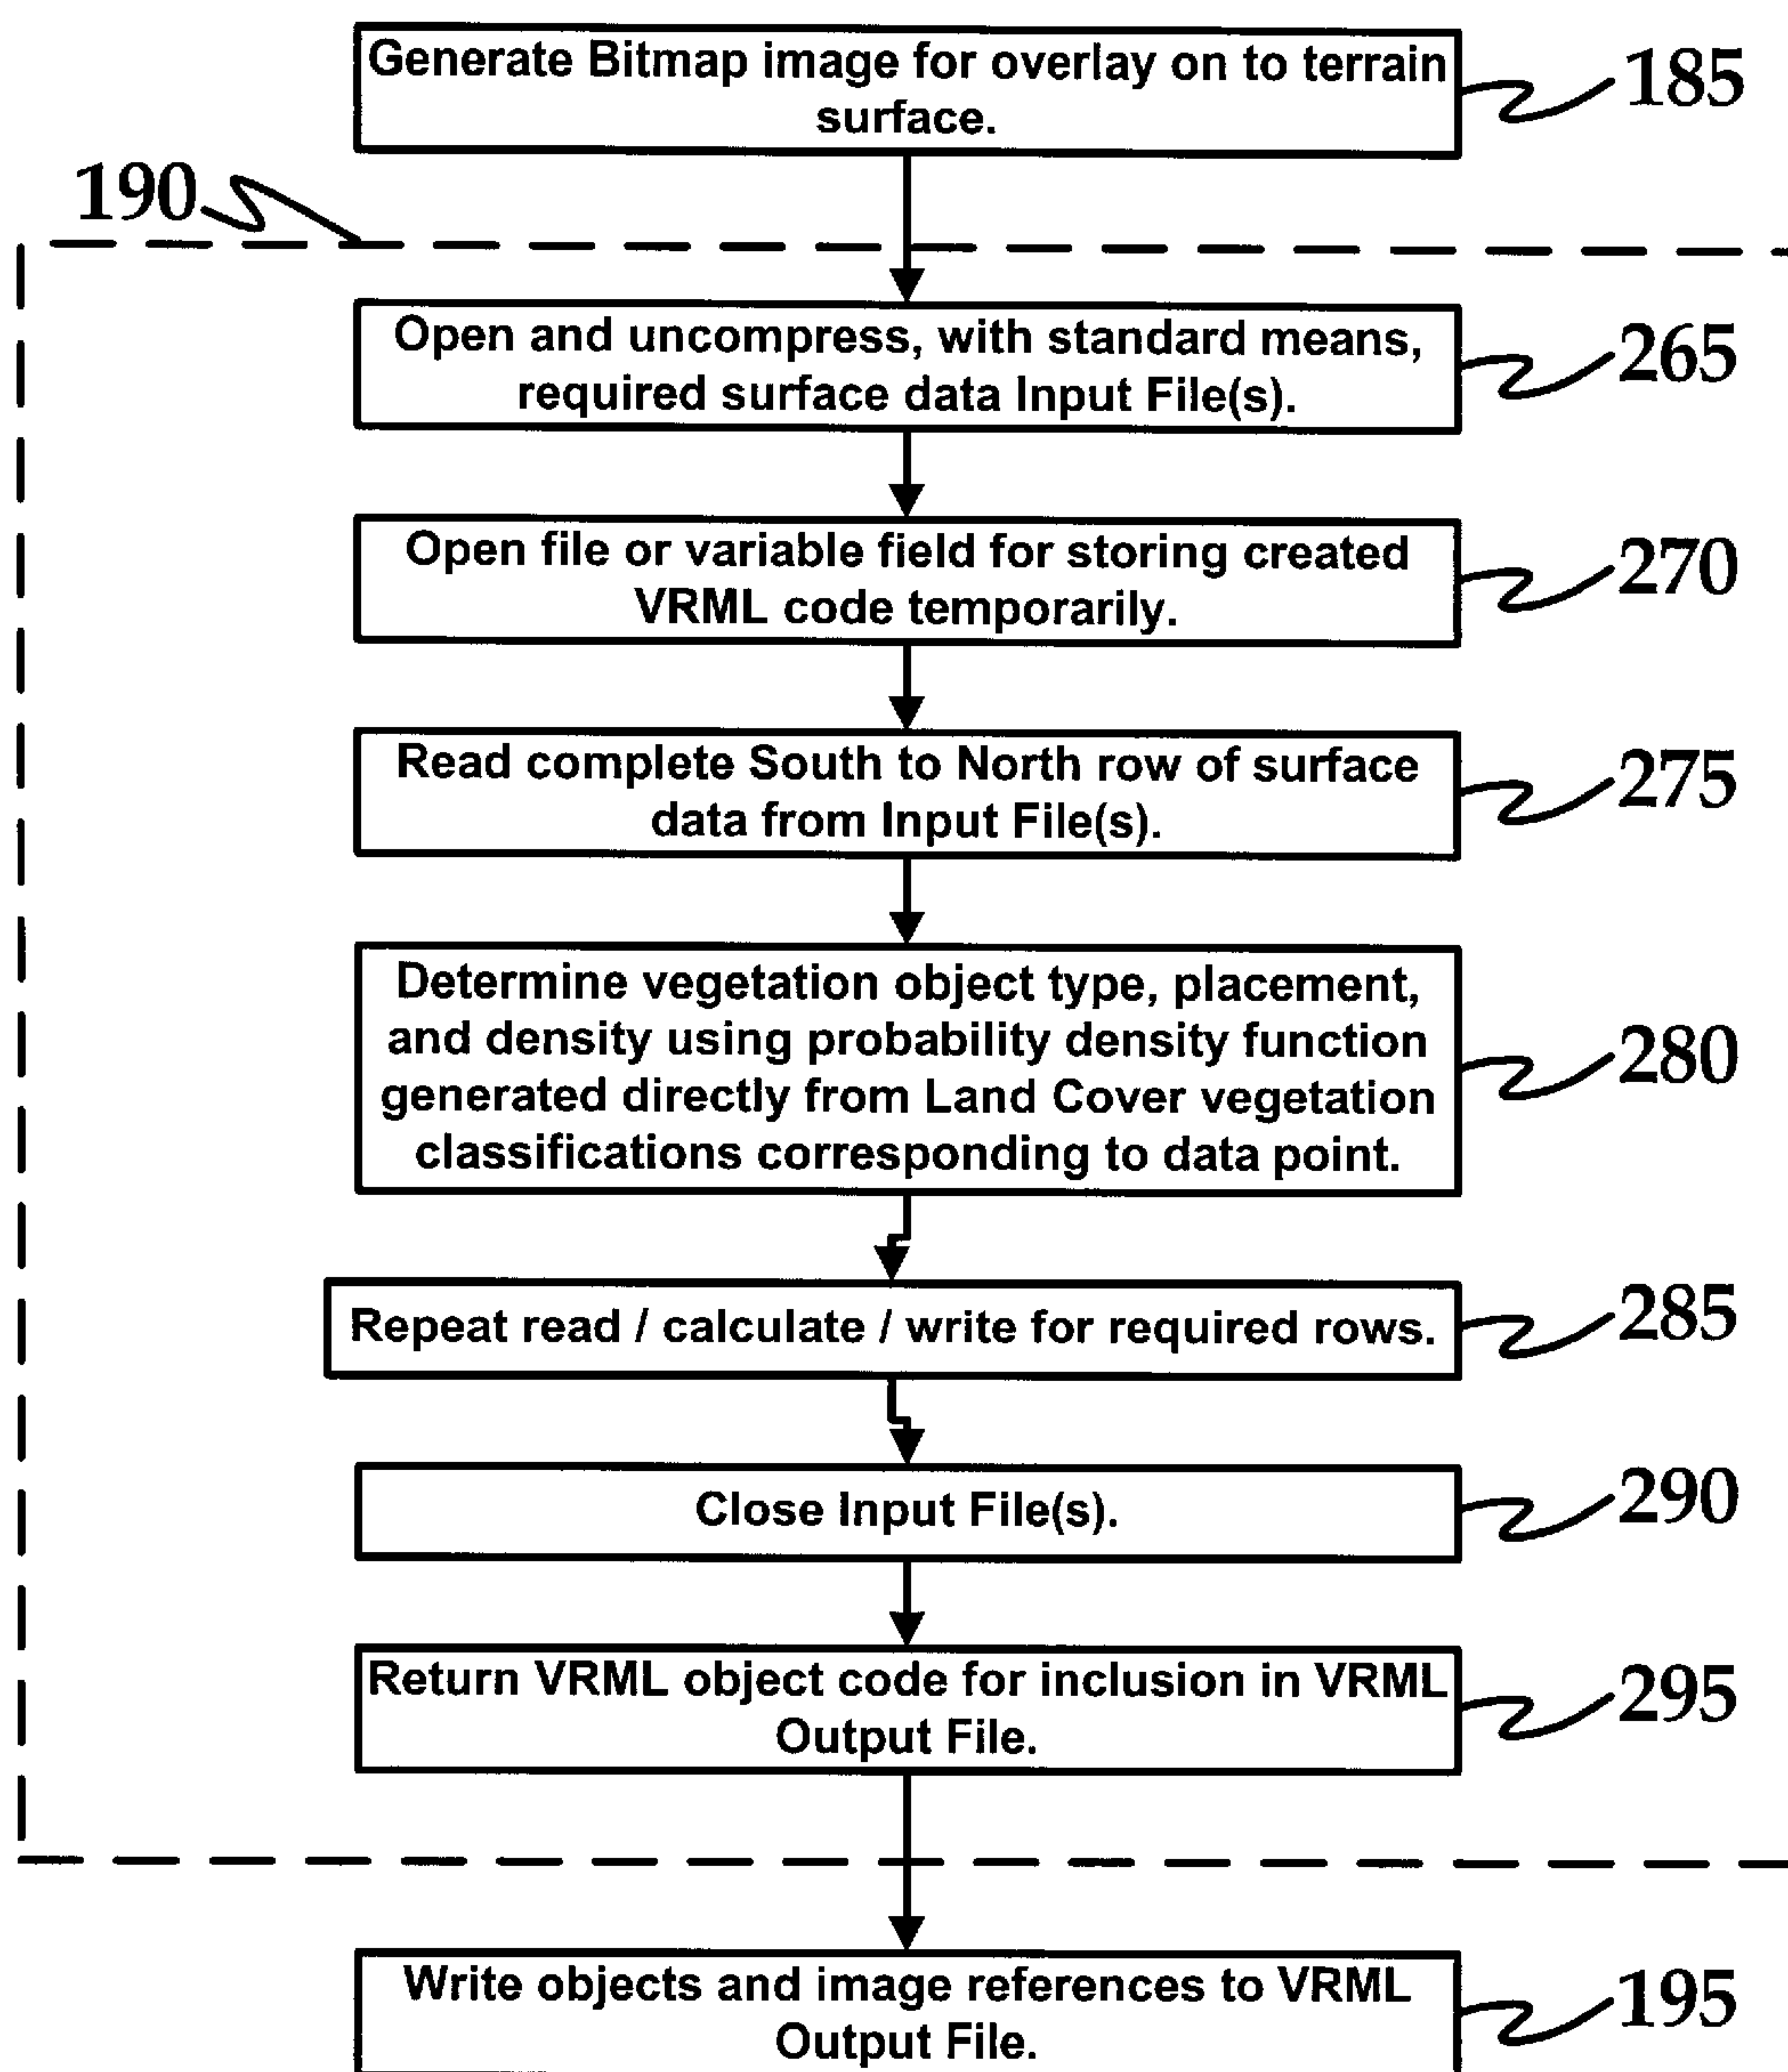 Generate Bitmap image for overlay on to terrain
surface.
185
190
Open and uncompress, with standard means,
required surface data Input File(s).
265
Open file or variable field for storing created
VRML code temporarily.
270
Read complete South to North row of surface
data from Input File(s).
275
Determine vegetation object type, placement,
and density using probability density function
generated directly from Land Cover vegetation
classifications corresponding to data point.
280
Repeat read / calculate / write for required rows.
285
Close Input File(s).
290
Return VRML object code for inclusion in VRML
Output File.
295
Write objects and image references to VRML
Output File.
195